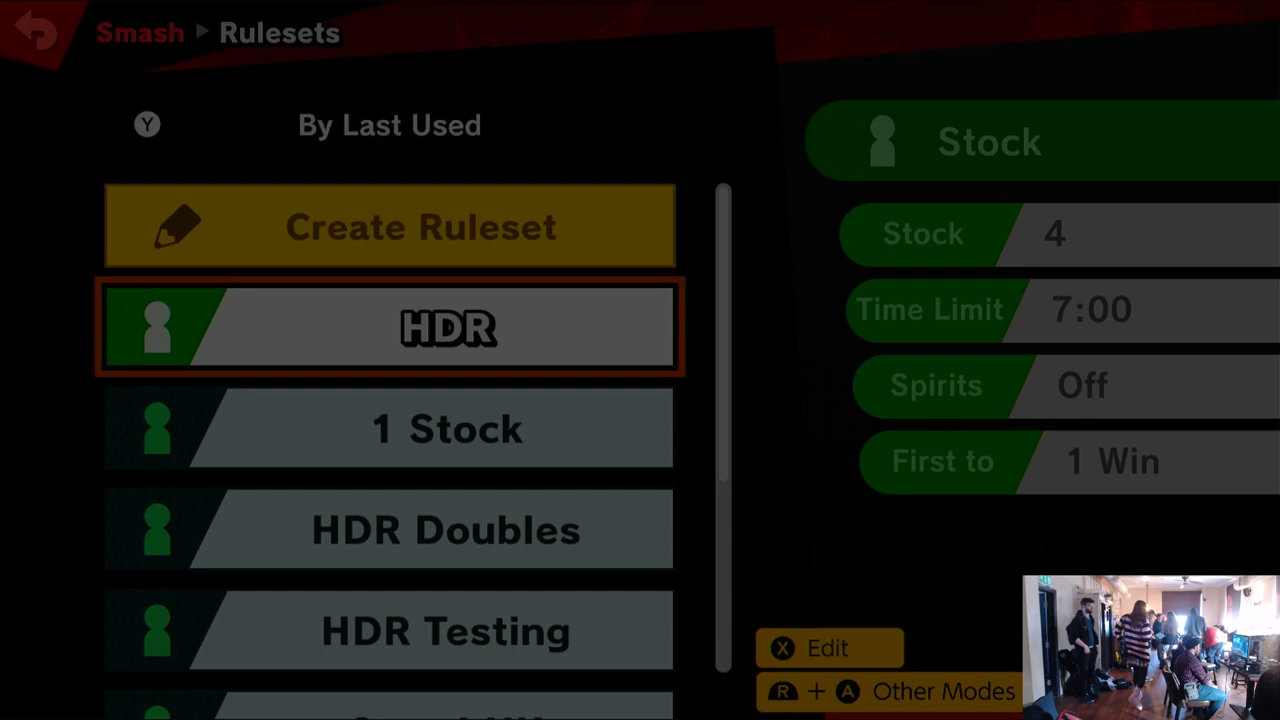 Smash ▶ Rulesets
Y By Last Used
Create Ruleset
HDR
1 Stock
HDR Doubles
HDR Testing
Stock
Stock 4
Time Limit 7:00
Spirits Off
First to 1 Win
X Edit
R + A Other Modes